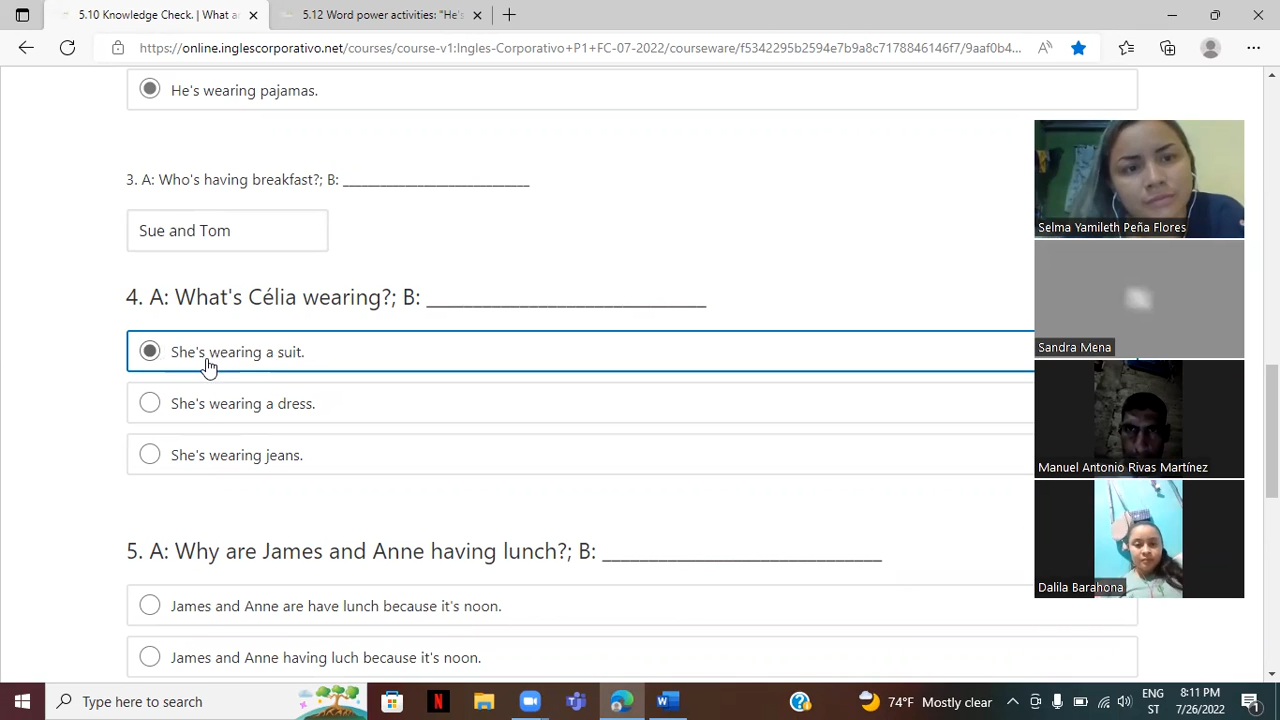 5.10 Knowledge Check. | What a
5.12 Word power activities: "He's
https://online.inglescorporativo.net/courses/course-v1:Ingles-Corporativo+P1+FC-07-2022/courseware/f5342295b2594e7b9a8c7178846146f7/9aaf0b4...
He's wearing pajamas.
3. A: Who's having breakfast?; B: ___________________________
Sue and Tom
4. A: What's Célia wearing?; B: ________________________
She's wearing a suit.
She's wearing a dress.
She's wearing jeans.
5. A: Why are James and Anne having lunch?; B: ________________________
James and Anne are have lunch because it's noon.
James and Anne having luch because it's noon.
Selma Yamileth Peña Flores
Sandra Mena
Manuel Antonio Rivas Martínez
Dalila Barahona
Type here to search
74°F Mostly clear
ENG
ST
8:11 PM
7/26/2022
1